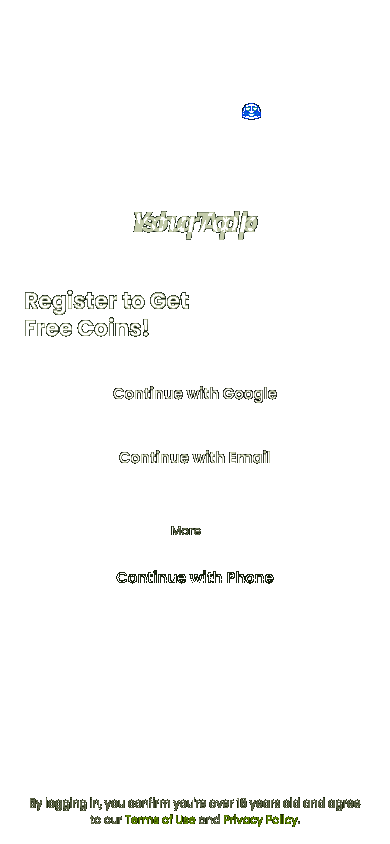 Register to Get
Free Coins!
Continue with Google
Continue with Email
More
Continue with Phone
By logging in, you confirm you're over 18 years old and agree
to our Terms of Use and Privacy Policy.